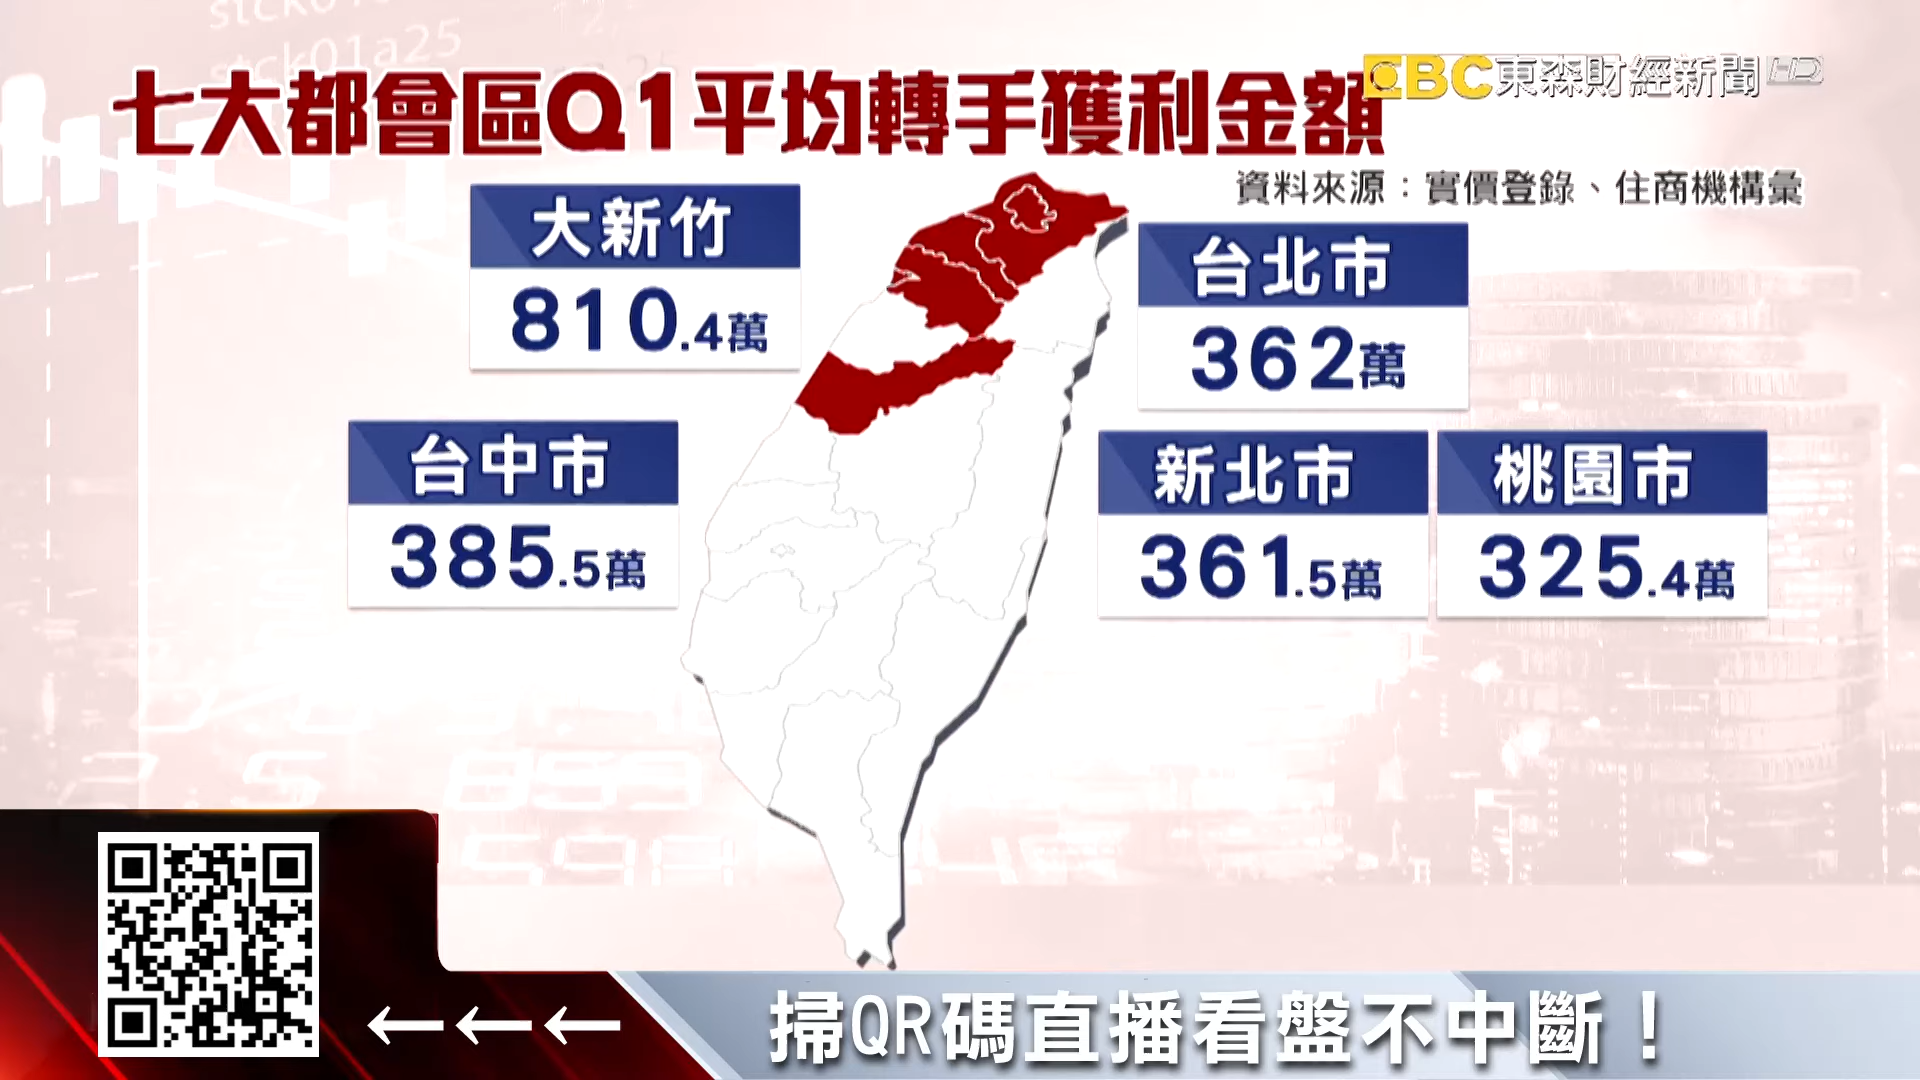 stck01a25
七大都會區Q1平均轉手獲利金額
EBC東森財經新聞HD
資料來源：實價登錄、住商機構彙
大新竹
810.4萬
台北市
362萬
台中市
385.5萬
新北市
361.5萬
桃園市
325.4萬
←←←
掃QR碼直播看盤不中斷！